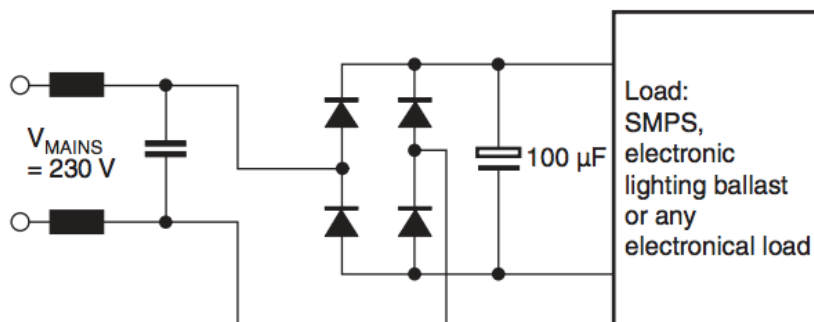 V_MAINS
= 230 V
100 µF
Load:
SMPS,
electronic
lighting ballast
or any
electronical load